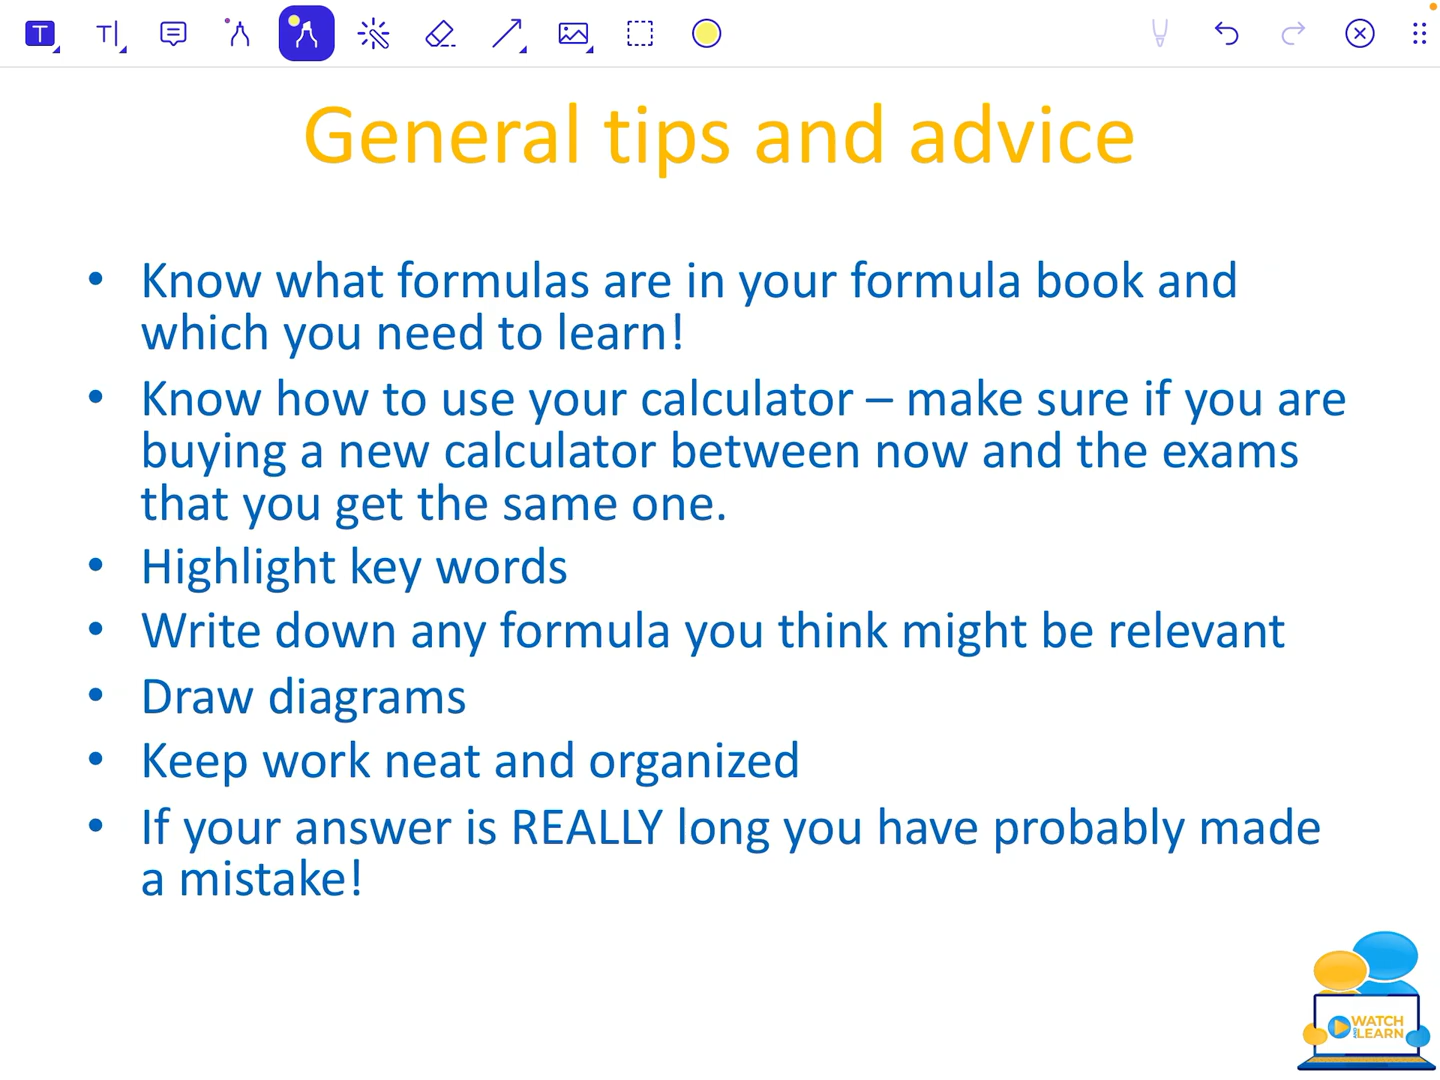 General tips and advice
• Know what formulas are in your formula book and
which you need to learn!
• Know how to use your calculator – make sure if you are
buying a new calculator between now and the exams
that you get the same one.
• Highlight key words
• Write down any formula you think might be relevant
• Draw diagrams
• Keep work neat and organized
• If your answer is REALLY long you have probably made
a mistake!
WATCH
AND LEARN